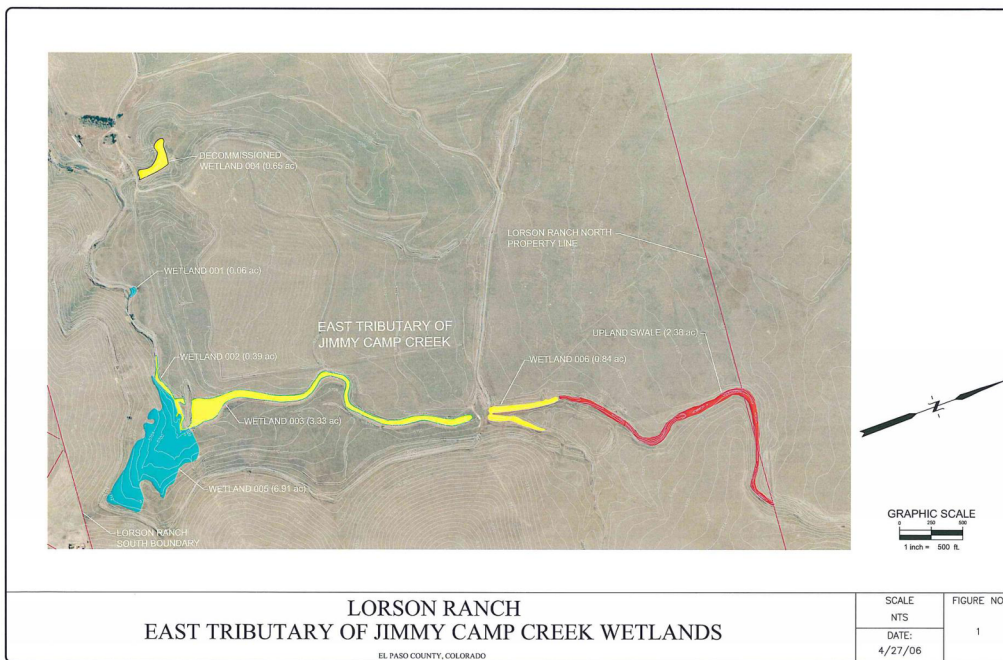 DECOMMISSIONED
WETLAND 004 (0.65 ac)
LORSON RANCH NORTH
PROPERTY LINE
WETLAND 001 (0.06 ac)
EAST TRIBUTARY OF
JIMMY CAMP CREEK
UPLAND SWALE (2.38 ac)
WETLAND 002 (0.39 ac)
WETLAND 006 (0.84 ac)
WETLAND 003 (3.33 ac)
WETLAND 005 (6.91 ac)
LORSON RANCH
SOUTH BOUNDARY
N
GRAPHIC SCALE
0 250 500
1 inch = 500 ft.
LORSON RANCH
EAST TRIBUTARY OF JIMMY CAMP CREEK WETLANDS
EL PASO COUNTY, COLORADO
SCALE
NTS
DATE:
4/27/06
FIGURE NO
1